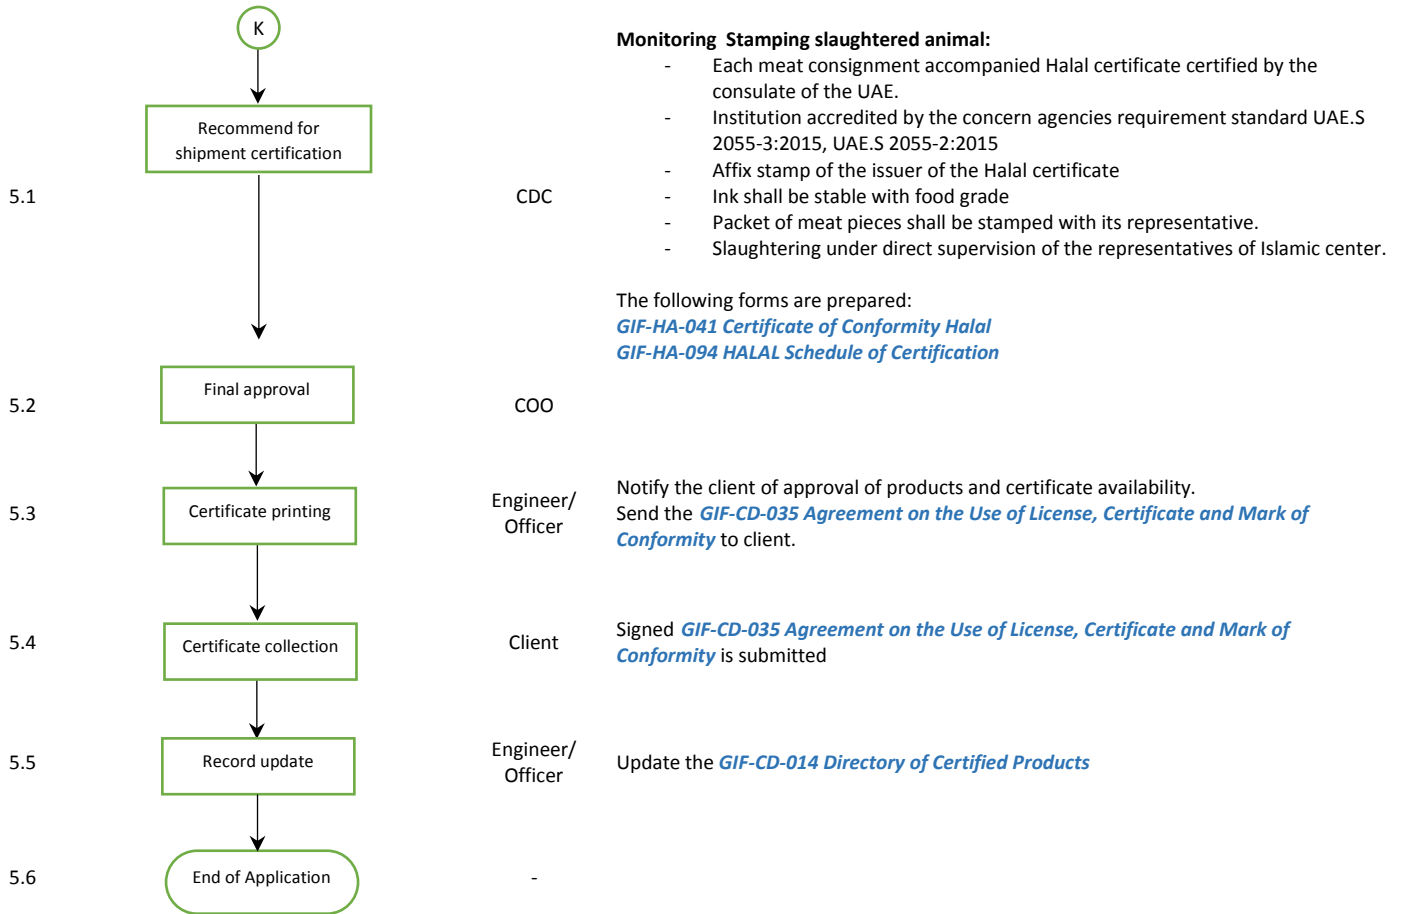 K
Monitoring  Stamping slaughtered animal:
- Each meat consignment accompanied Halal certificate certified by the
consulate of the UAE.
Recommend for
shipment certification
- Institution accredited by the concern agencies requirement standard UAE.S
2055-3:2015, UAE.S 2055-2:2015
- Affix stamp of the issuer of the Halal certificate
5.1
CDC
- Ink shall be stable with food grade
- Packet of meat pieces shall be stamped with its representative.
- Slaughtering under direct supervision of the representatives of Islamic center.
The following forms are prepared:
GIF-HA-041 Certificate of Conformity Halal
GIF-HA-094 HALAL Schedule of Certification
5.2
Final approval
COO
5.3
Certificate printing
Engineer/
Officer
Notify the client of approval of products and certificate availability.
Send the GIF-CD-035 Agreement on the Use of License, Certificate and Mark of
Conformity to client.
5.4
Certificate collection
Client
Signed GIF-CD-035 Agreement on the Use of License, Certificate and Mark of
Conformity is submitted
5.5
Record update
Engineer/
Officer
Update the GIF-CD-014 Directory of Certified Products
5.6
End of Application
-